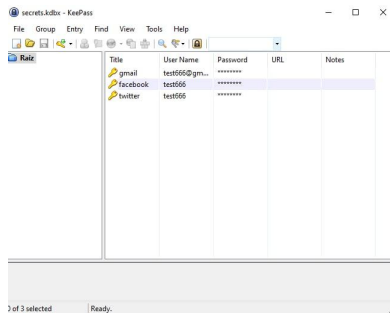 secrets.kdbx - KeePass
File Group Entry Find View Tools Help
Raiz
Title User Name Password URL Notes
gmail test666@gm... ********
facebook test666 ********
twitter test666 ********
0 of 3 selected Ready.